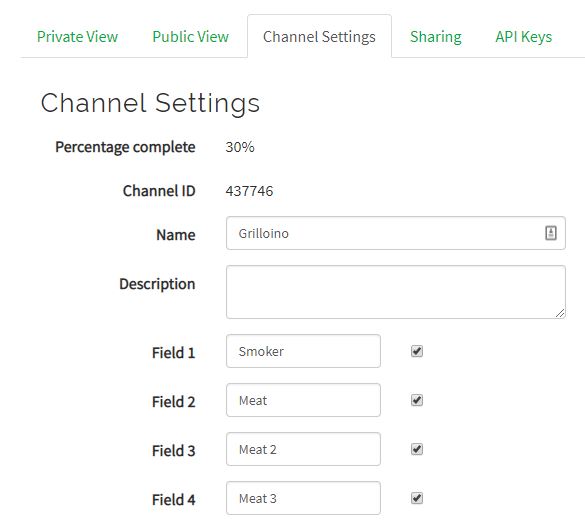 Private View Public View Channel Settings Sharing API Keys
Channel Settings
Percentage complete 30%
Channel ID 437746
Name Grilloino
Description
Field 1 Smoker
Field 2 Meat
Field 3 Meat 2
Field 4 Meat 3